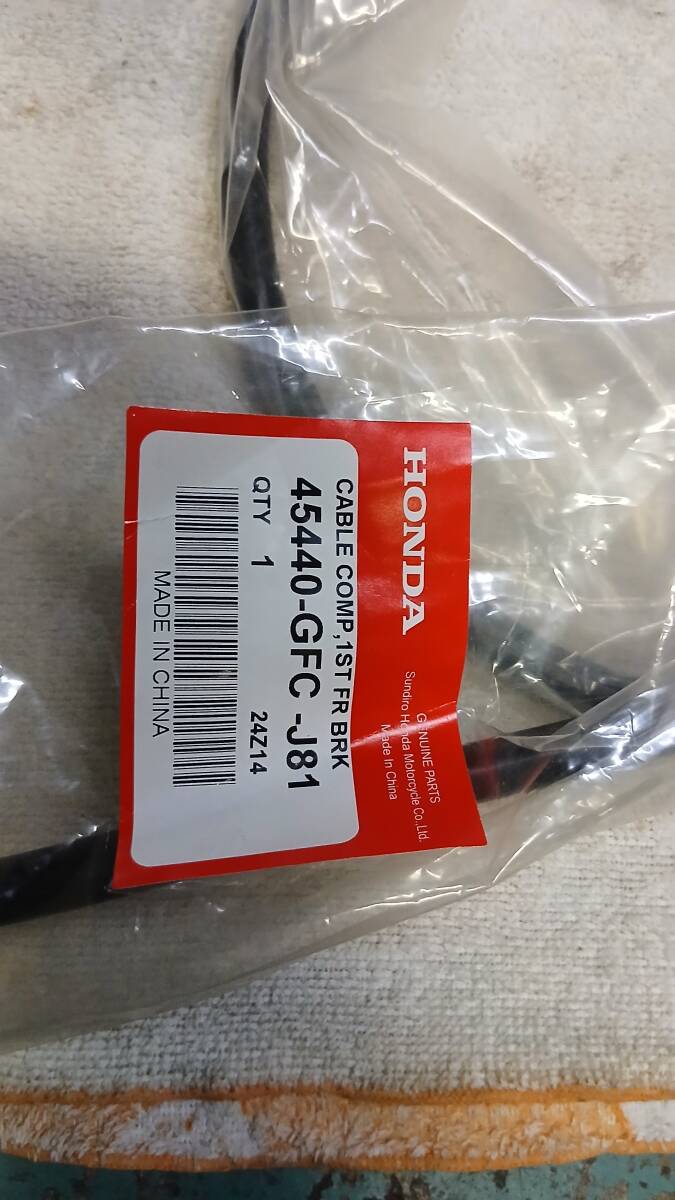 HONDA
GENUINE PARTS
Sundiro Honda Motorcycle Co.,Ltd.
Made In China
CABLE COMP,1ST FR BRK
45440-GFC -J81
QTY 1 24Z14
MADE IN CHINA